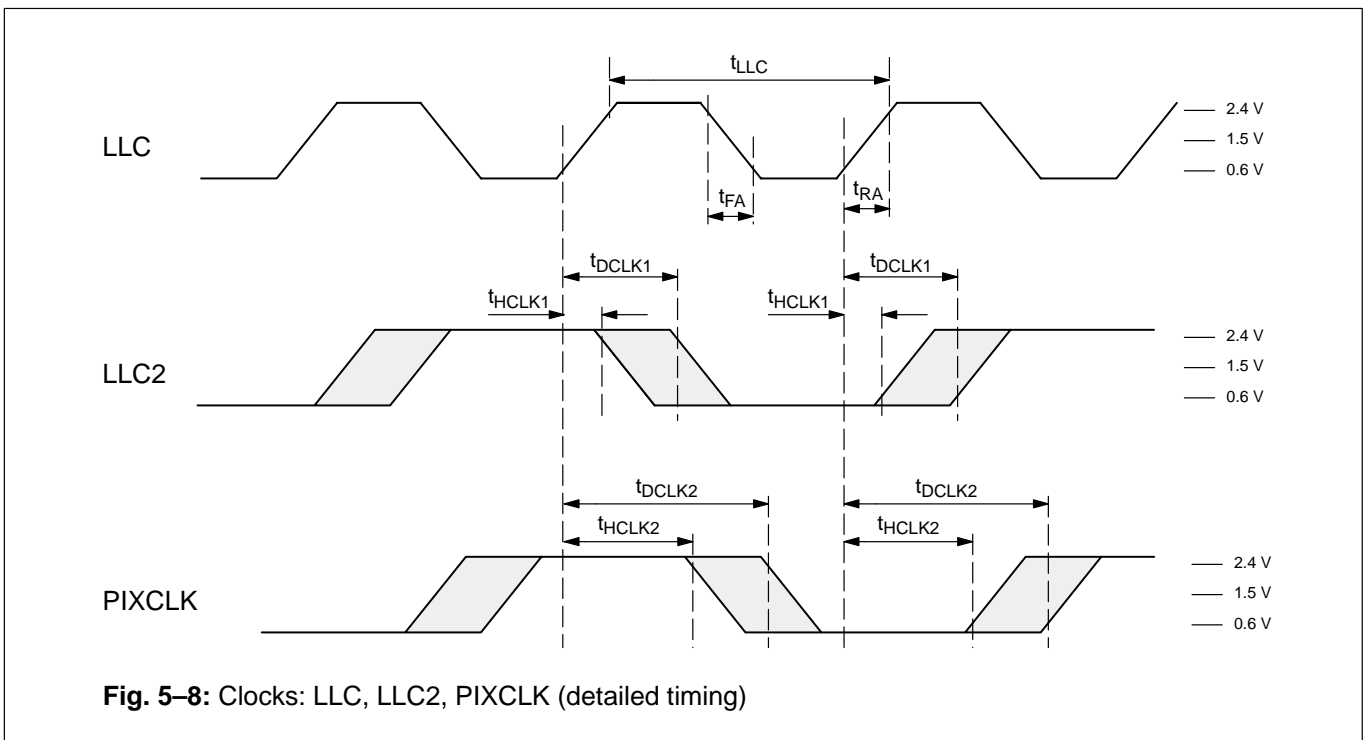 tLLC
LLC
2.4 V
1.5 V
0.6 V
tFA
tRA
tDCLK1
tDCLK1
tHCLK1
tHCLK1
LLC2
2.4 V
1.5 V
0.6 V
tDCLK2
tDCLK2
tHCLK2
tHCLK2
PIXCLK
2.4 V
1.5 V
0.6 V
Fig. 5–8: Clocks: LLC, LLC2, PIXCLK (detailed timing)